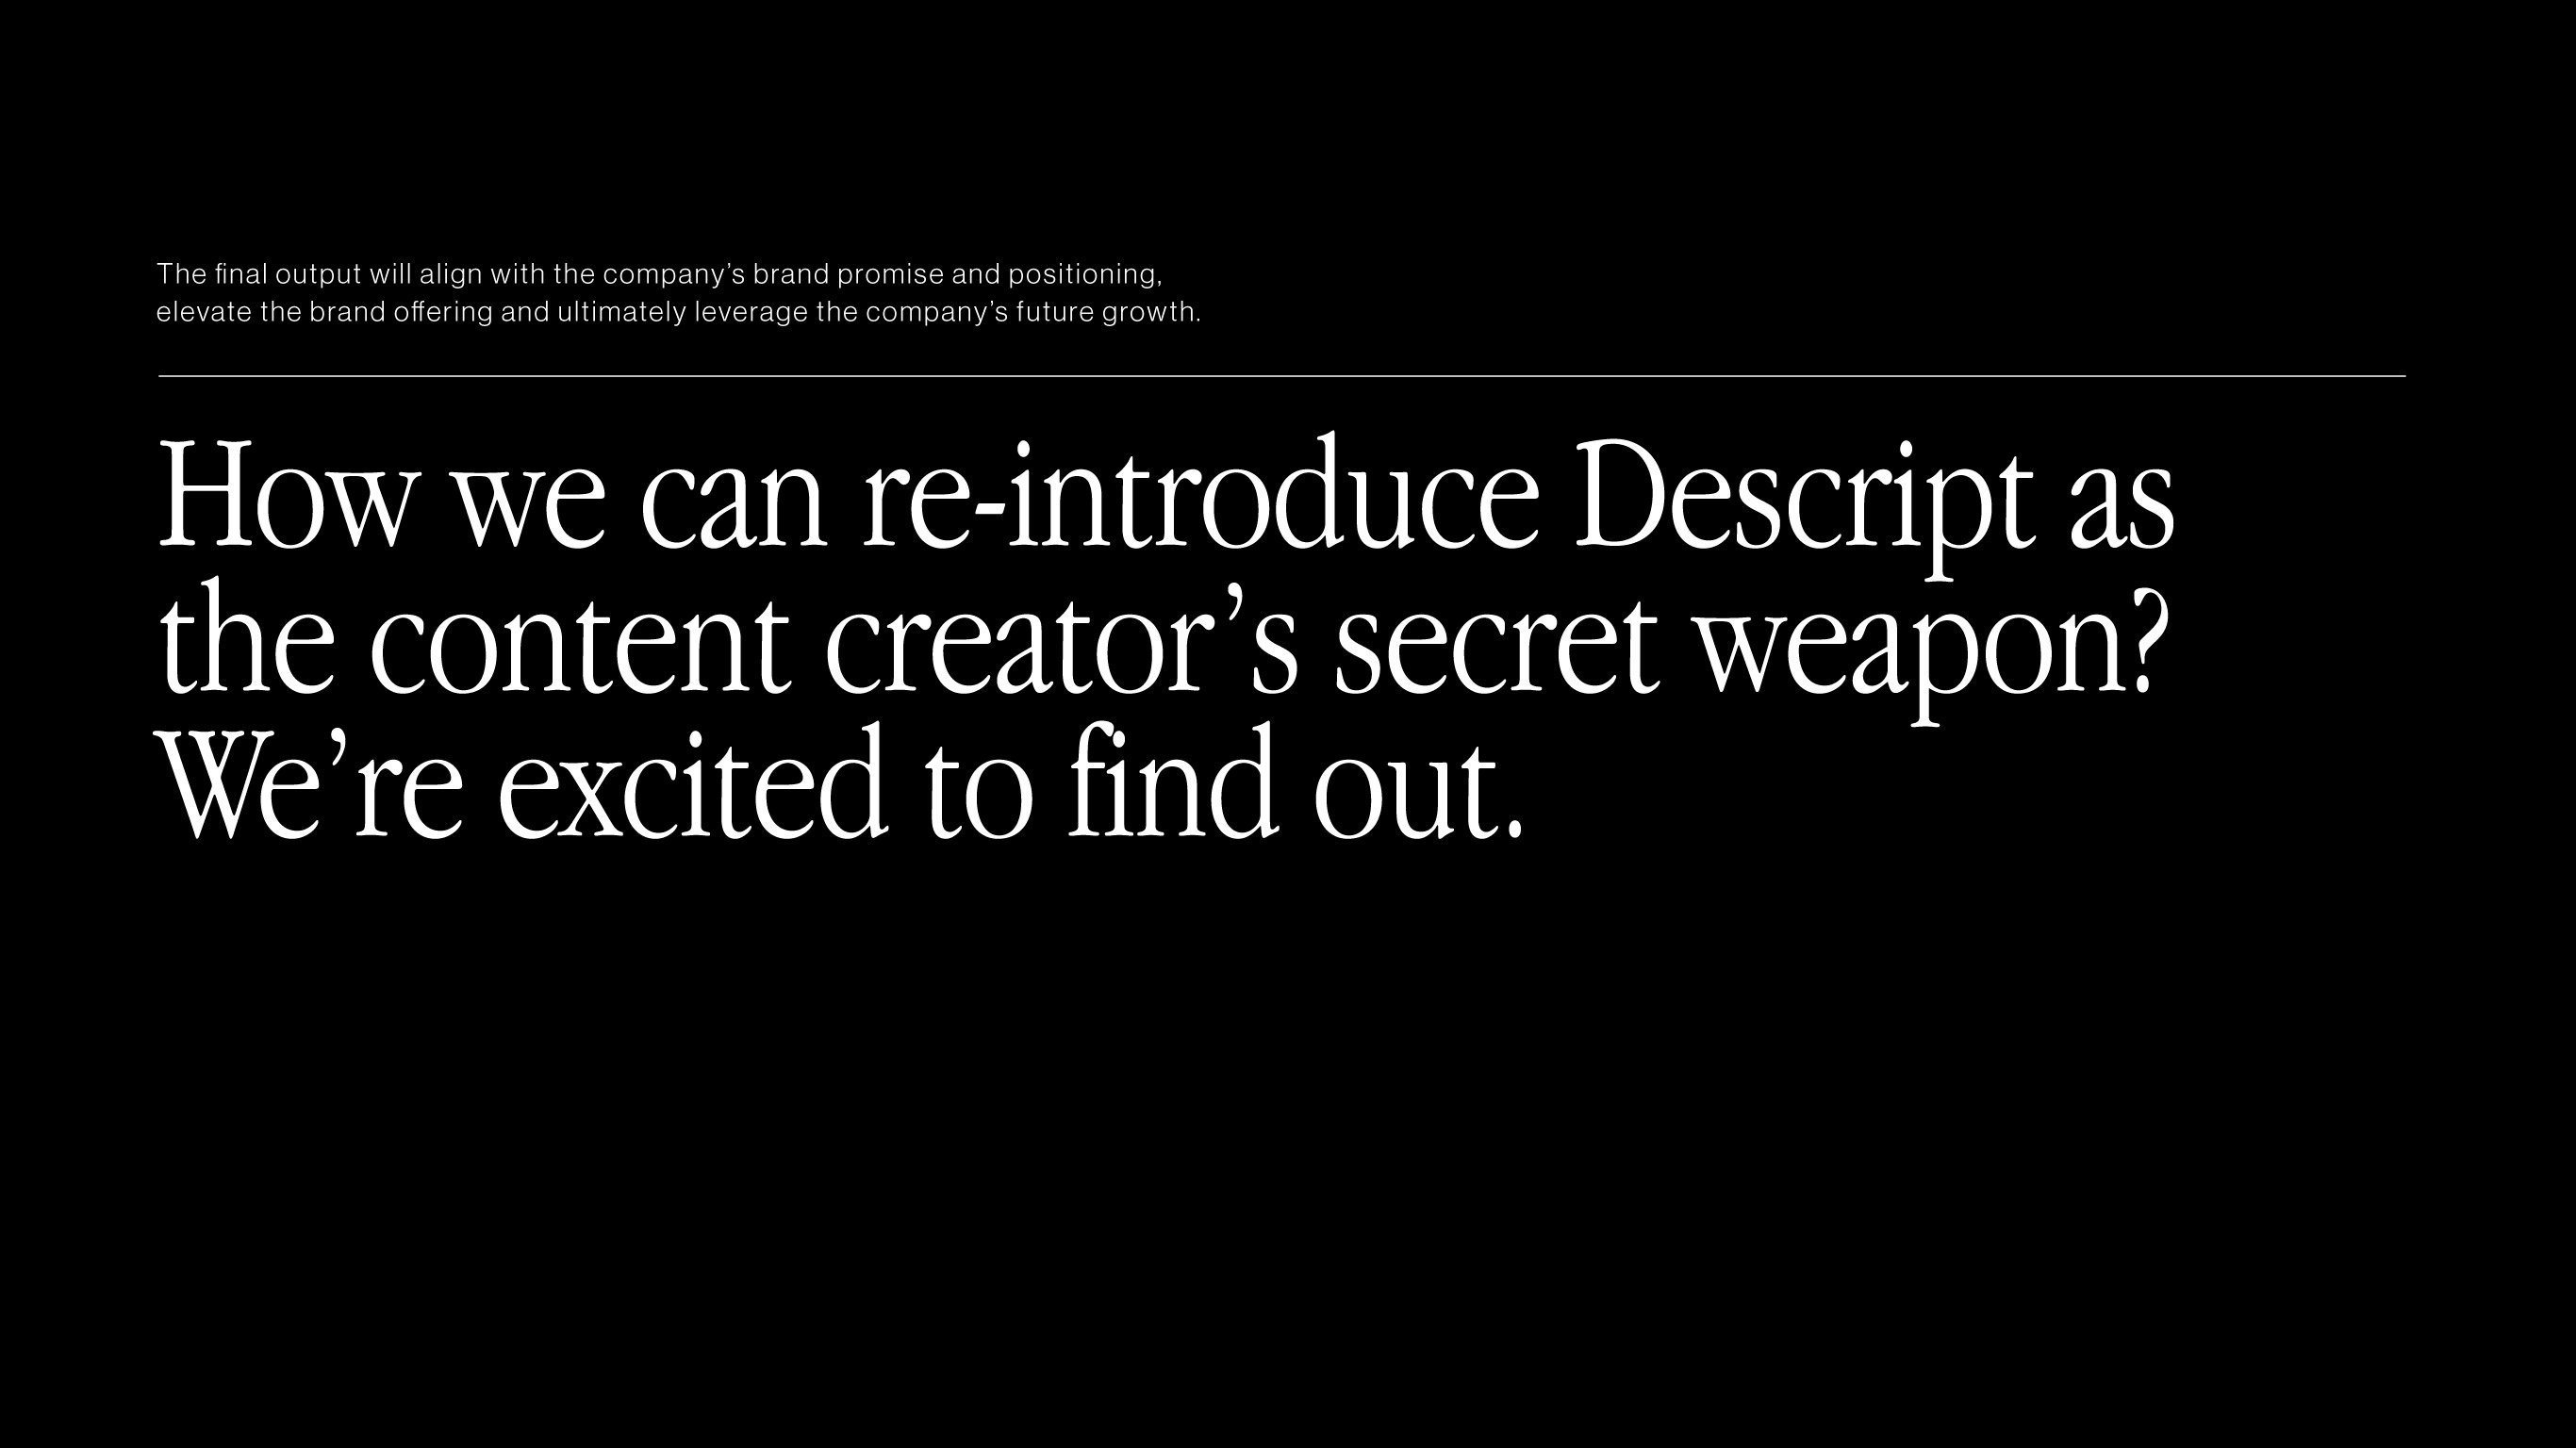 The final output will align with the company’s brand promise and positioning,
elevate the brand offering and ultimately leverage the company’s future growth.
How we can re-introduce Descript as
the content creator’s secret weapon?
We’re excited to find out.